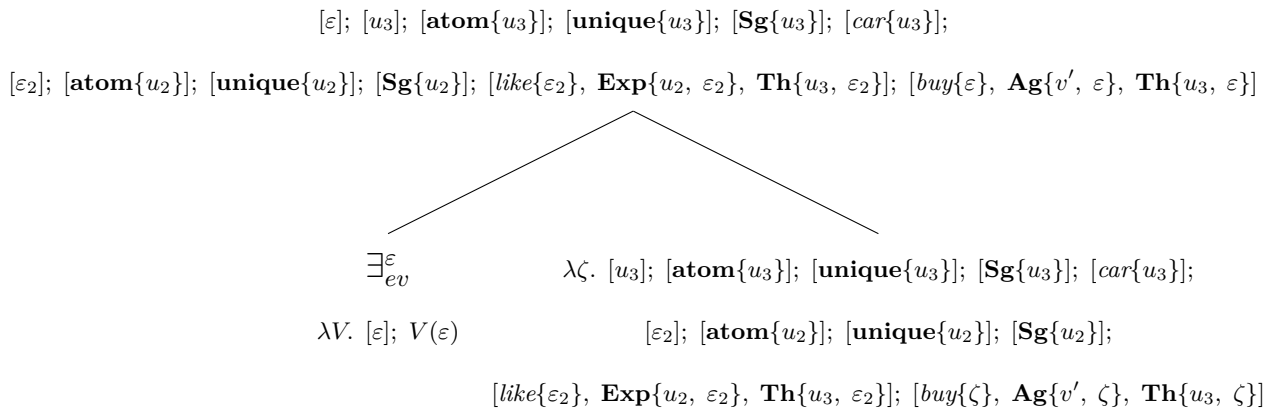 [ε]; [u₃]; [atom{u₃}]; [unique{u₃}]; [Sg{u₃}]; [car{u₃}];
[ε₂]; [atom{u₂}]; [unique{u₂}]; [Sg{u₂}]; [like{ε₂}, Exp{u₂, ε₂}, Th{u₃, ε₂}]; [buy{ε}, Ag{v′, ε}, Th{u₃, ε}]
∃ᵋₑᵥ λζ. [u₃]; [atom{u₃}]; [unique{u₃}]; [Sg{u₃}]; [car{u₃}];
λV. [ε]; V(ε) [ε₂]; [atom{u₂}]; [unique{u₂}]; [Sg{u₂}];
[like{ε₂}, Exp{u₂, ε₂}, Th{u₃, ε₂}]; [buy{ζ}, Ag{v′, ζ}, Th{u₃, ζ}]